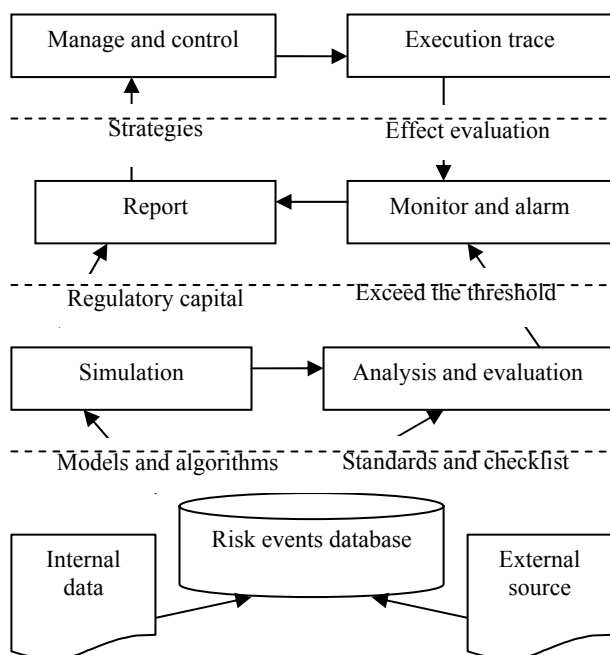 Manage and control
Execution trace
Strategies
Effect evaluation
Report
Monitor and alarm
Regulatory capital
Exceed the threshold
Simulation
Analysis and evaluation
Models and algorithms
Standards and checklist
Risk events database
Internal
data
External
source